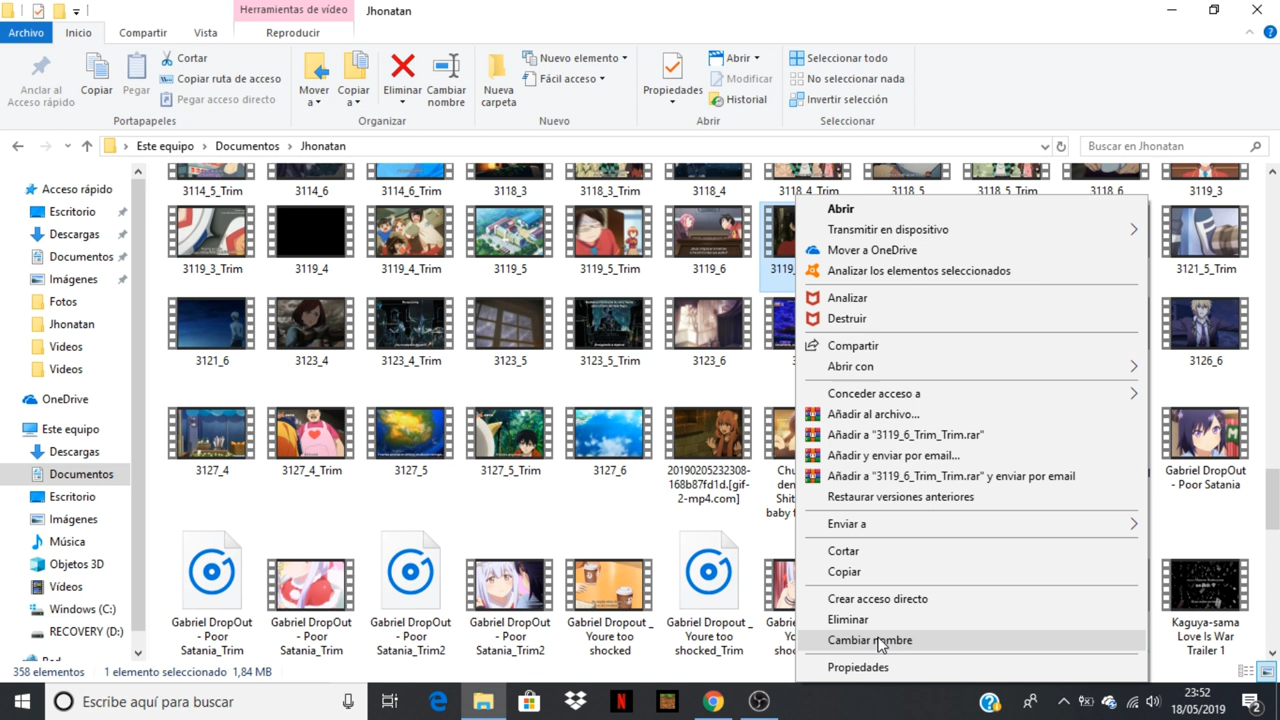 Herramientas de vídeo
Jhonatan
Archivo
Inicio
Compartir
Vista
Reproducir
Anclar al
Acceso rápido
Copiar
Pegar
Cortar
Copiar ruta de acceso
Pegar acceso directo
Portapapeles
Mover
a
Copiar
a
Eliminar
Cambiar
nombre
Organizar
Nueva
carpeta
Nuevo elemento
Fácil acceso
Nuevo
Propiedades
Abrir
Modificar
Historial
Abrir
Seleccionar todo
No seleccionar nada
Invertir selección
Seleccionar
Este equipo
Documentos
Jhonatan
Buscar en Jhonatan
Acceso rápido
Escritorio
Descargas
Documentos
Imágenes
Fotos
Jhonatan
Videos
Videos
OneDrive
Este equipo
Descargas
Documentos
Escritorio
Imágenes
Música
Objetos 3D
Vídeos
Windows (C:)
RECOVERY (D:)
3114_5_Trim
3114_6
3114_6_Trim
3118_3
3118_3_Trim
3118_4
3118_4_Trim
3118_5
3118_5_Trim
3118_6
3119_3
3119_3_Trim
3119_4
3119_4_Trim
3119_5
3119_5_Trim
3119_6
3119_
3121_5_Trim
3121_6
3123_4
3123_4_Trim
3123_5
3123_5_Trim
3123_6
3126_6
3127_4
3127_4_Trim
3127_5
3127_5_Trim
3127_6
20190205232308-
168b87fd1d.[gif-
2-mp4.com]
Gabriel DropOut
- Poor Satania
Gabriel DropOut
- Poor
Satania_Trim
Gabriel DropOut
- Poor
Satania_Trim
Gabriel DropOut
- Poor
Satania_Trim2
Gabriel DropOut
- Poor
Satania_Trim2
Gabriel Dropout _
Youre too
shocked
Gabriel Dropout _
Youre too
shocked_Trim
Kaguya-sama
Love Is War
Trailer 1
Abrir
Transmitir en dispositivo
Mover a OneDrive
Analizar los elementos seleccionados
Analizar
Destruir
Compartir
Abrir con
Conceder acceso a
Añadir al archivo...
Añadir a "3119_6_Trim_Trim.rar"
Añadir y enviar por email...
Añadir a "3119_6_Trim_Trim.rar" y enviar por email
Restaurar versiones anteriores
Enviar a
Cortar
Copiar
Crear acceso directo
Eliminar
Cambiar nombre
Propiedades
358 elementos
1 elemento seleccionado 1,84 MB
Escribe aquí para buscar
23:52
18/05/2019
2